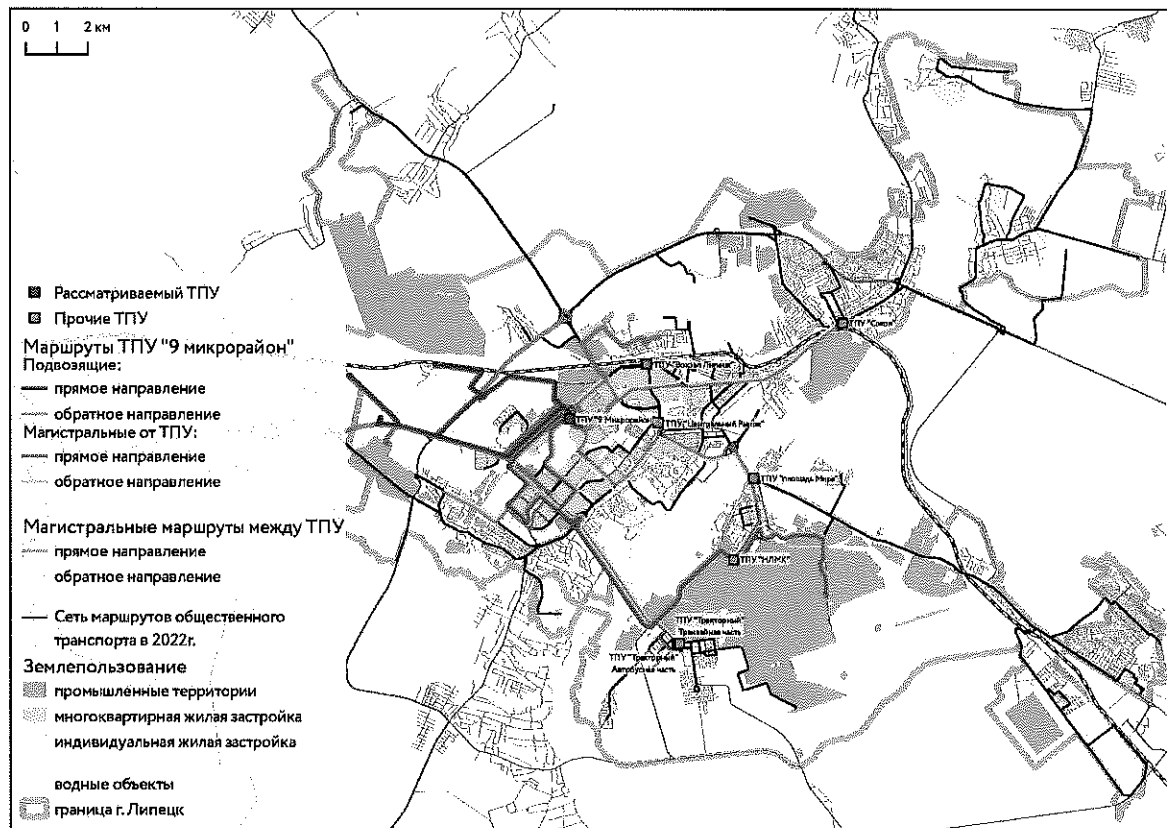 0 1 2 км
Рассматриваемый ТПУ
Прочие ТПУ
Маршруты ТПУ "9 микрорайон"
Подвозящие:
прямое направление
обратное направление
Магистральные от ТПУ:
прямое направление
обратное направление
Магистральные маршруты между ТПУ
прямое направление
обратное направление
Сеть маршрутов общественного
транспорта в 2022г.
Землепользование
промышленные территории
многоквартирная жилая застройка
индивидуальная жилая застройка
водные объекты
граница г. Липецк
ТПУ "Сокол"
ТПУ "Вокзал Липецк"
ТПУ "9 Микрорайон"
ТПУ "Центральный Рынок"
ТПУ "Площадь Мира"
ТПУ "НЛМК"
ТПУ "Тракторный"
Трамвайная часть
ТПУ "Тракторный"
Автобусная часть